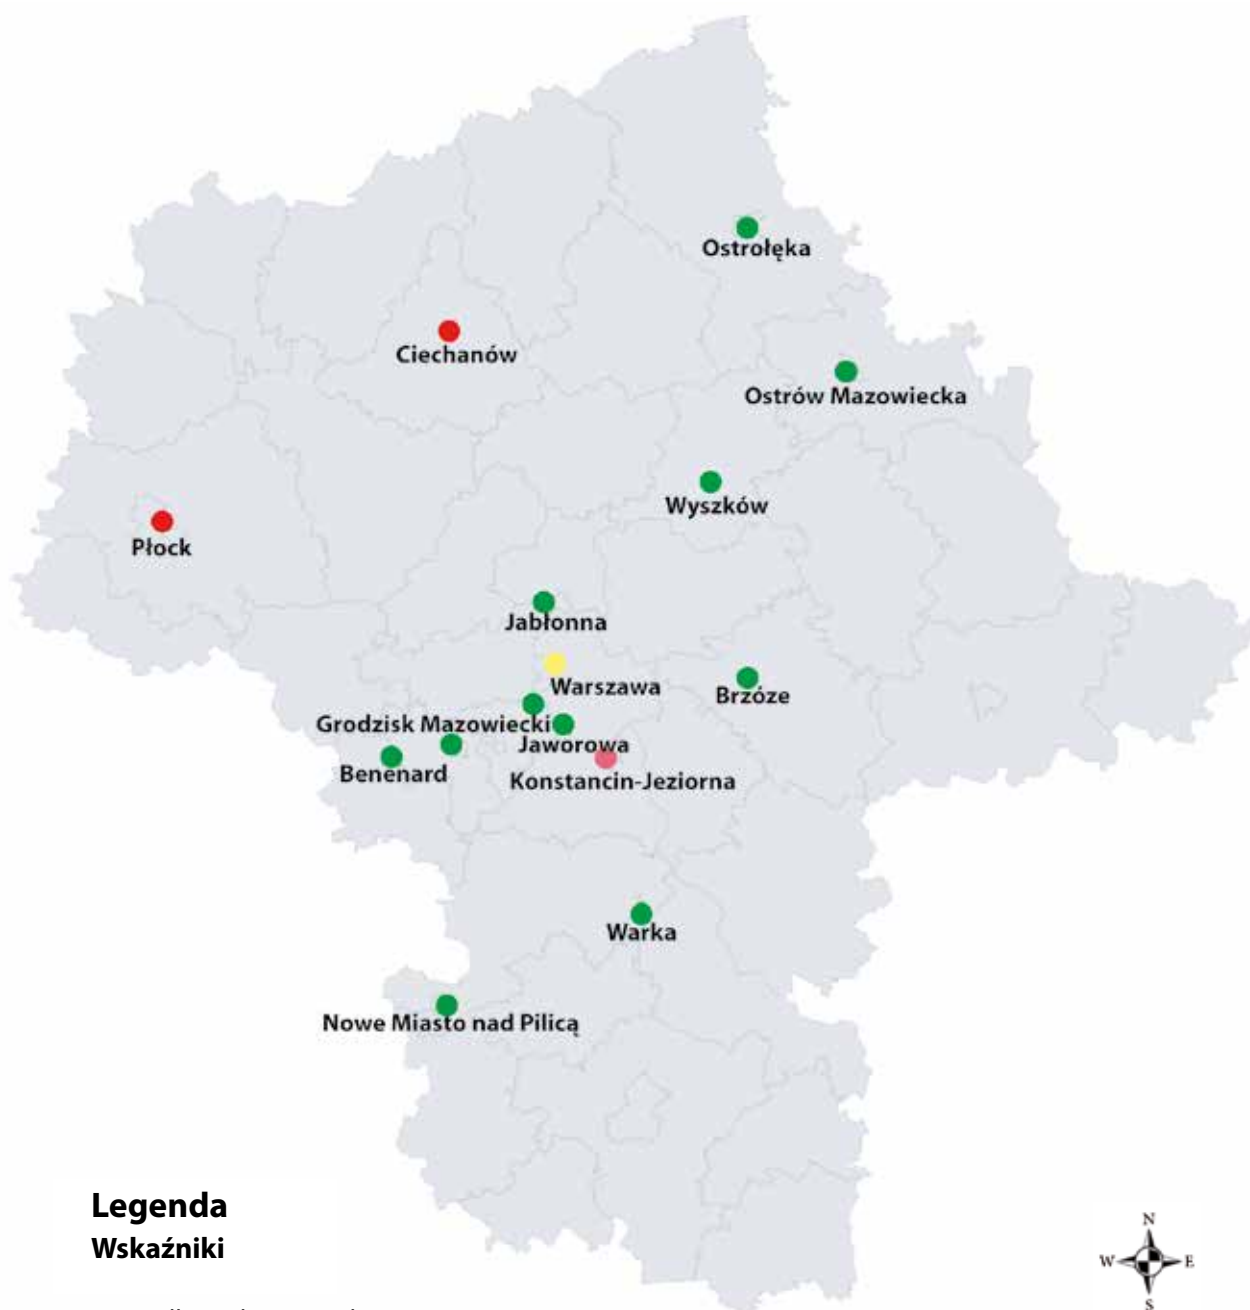 Ostrołęka
Ciechanów
Ostrów Mazowiecka
Wyszków
Płock
Jabłonna
Warszawa
Brzóze
Grodzisk Mazowiecki
Jaworowa
Benenard
Konstancin-Jeziorna
Warka
Nowe Miasto nad Pilicą
Legenda
Wskaźniki
N
W E
S